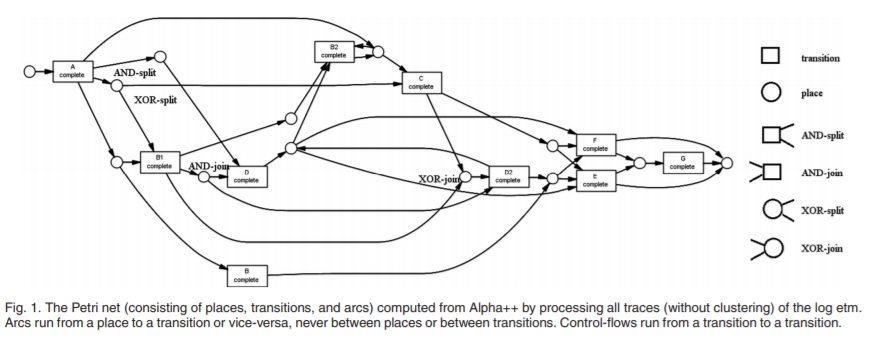 B2
complete
A
complete
AND-split
transition
C
complete
XOR-split
place
F
complete
AND-split
B1
complete
AND-join
D
complete
G
complete
XOR-join
D2
complete
E
complete
AND-join
XOR-split
B
complete
XOR-join
Fig. 1. The Petri net (consisting of places, transitions, and arcs) computed from Alpha++ by processing all traces (without clustering) of the log etm.
Arcs run from a place to a transition or vice-versa, never between places or between transitions. Control-flows run from a transition to a transition.